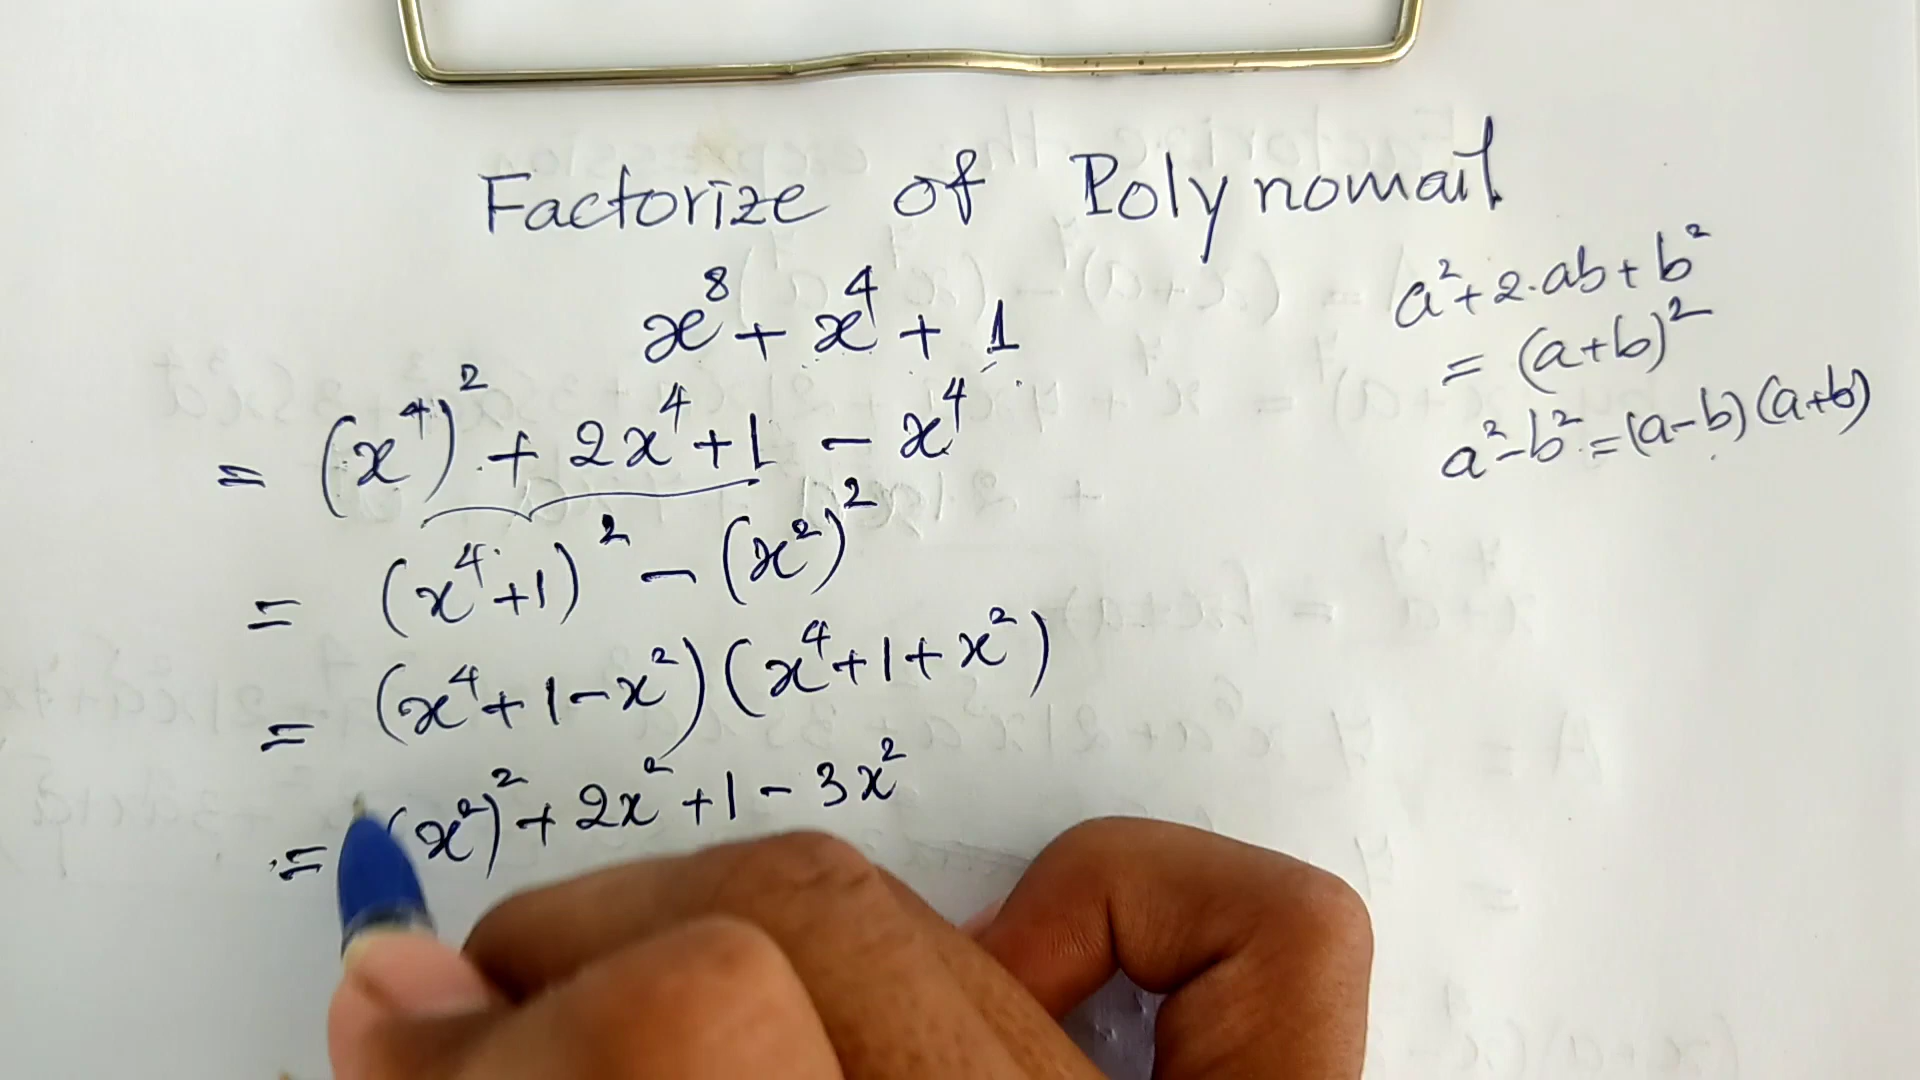 Factorize of Polynomail
x⁸ + x⁴ + 1
= (x⁴)² + 2x⁴ + 1 - x⁴
= (x⁴+1)² - (x²)²
= (x⁴+1-x²)(x⁴+1+x²)
= (x²)² + 2x² + 1 - 3x²
a² + 2·ab + b²
= (a+b)²
a²-b² = (a-b)(a+b)